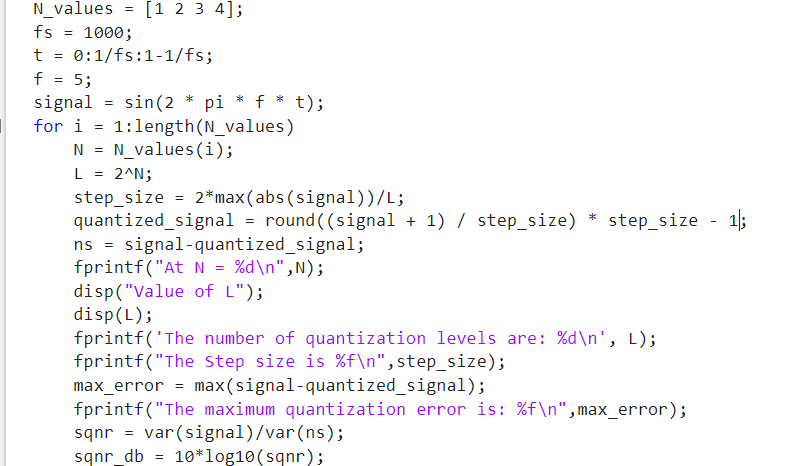 N_values = [1 2 3 4];
fs = 1000;
t = 0:1/fs:1-1/fs;
f = 5;
signal = sin(2 * pi * f * t);
for i = 1:length(N_values)
    N = N_values(i);
    L = 2^N;
    step_size = 2*max(abs(signal))/L;
    quantized_signal = round((signal + 1) / step_size) * step_size - 1;
    ns = signal-quantized_signal;
    fprintf("At N = %d\n",N);
    disp("Value of L");
    disp(L);
    fprintf('The number of quantization levels are: %d\n', L);
    fprintf("The Step size is %f\n",step_size);
    max_error = max(signal-quantized_signal);
    fprintf("The maximum quantization error is: %f\n",max_error);
    sqnr = var(signal)/var(ns);
    sqnr_db = 10*log10(sqnr);